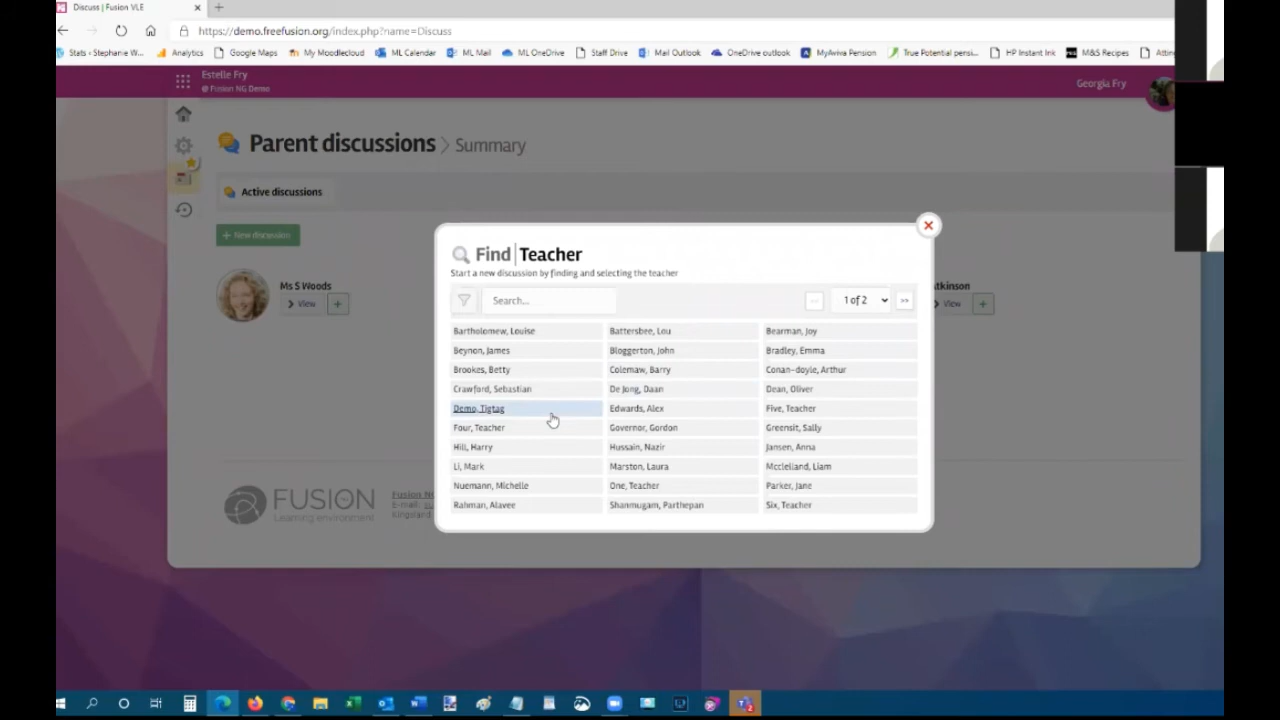 Discuss | Fusion VLE
https://demo.freefusion.org/index.php?name=Discuss
Stats ‹ Stephanie W... Analytics Google Maps My Moodlecloud ML Calendar ML Mail ML OneDrive Staff Drive Mail Outlook OneDrive outlook MyAviva Pension True Potential pensi... HP Instant Ink M&S Recipes
Estelle Fry
@ Fusion NG Demo
Georgia Fry
Parent discussions > Summary
Active discussions
+ New discussion
Ms S Woods
> View +
Atkinson
View +
Find Teacher
Start a new discussion by finding and selecting the teacher
Search...
1 of 2
>>
Bartholomew, Louise Battersbee, Lou Bearman, Joy
Beynon, James Bloggerton, John Bradley, Emma
Brookes, Betty Colemaw, Barry Conan-doyle, Arthur
Crawford, Sebastian De Jong, Daan Dean, Oliver
Demo, Tigtag Edwards, Alex Five, Teacher
Four, Teacher Governor, Gordon Greensit, Sally
Hill, Harry Hussain, Nazir Jansen, Anna
Li, Mark Marston, Laura Mcclelland, Liam
Nuemann, Michelle One, Teacher Parker, Jane
Rahman, Alavee Shanmugam, Parthepan Six, Teacher
FUSION
Learning environment
Fusion NG
E-mail:
Kingsland